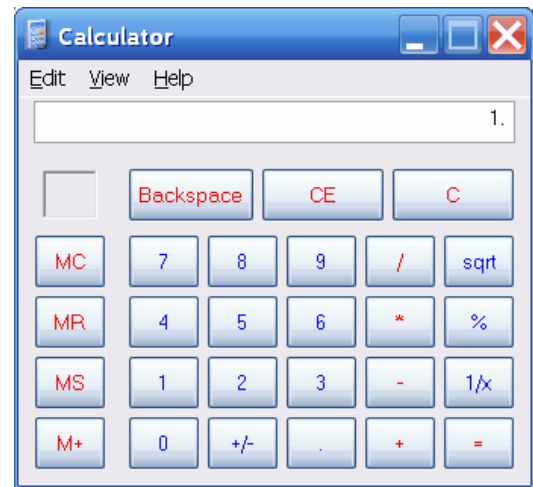 Calculator
Edit View Help
1.
Backspace CE C
MC 7 8 9 / sqrt
MR 4 5 6 * %
MS 1 2 3 - 1/x
M+ 0 +/- . + =